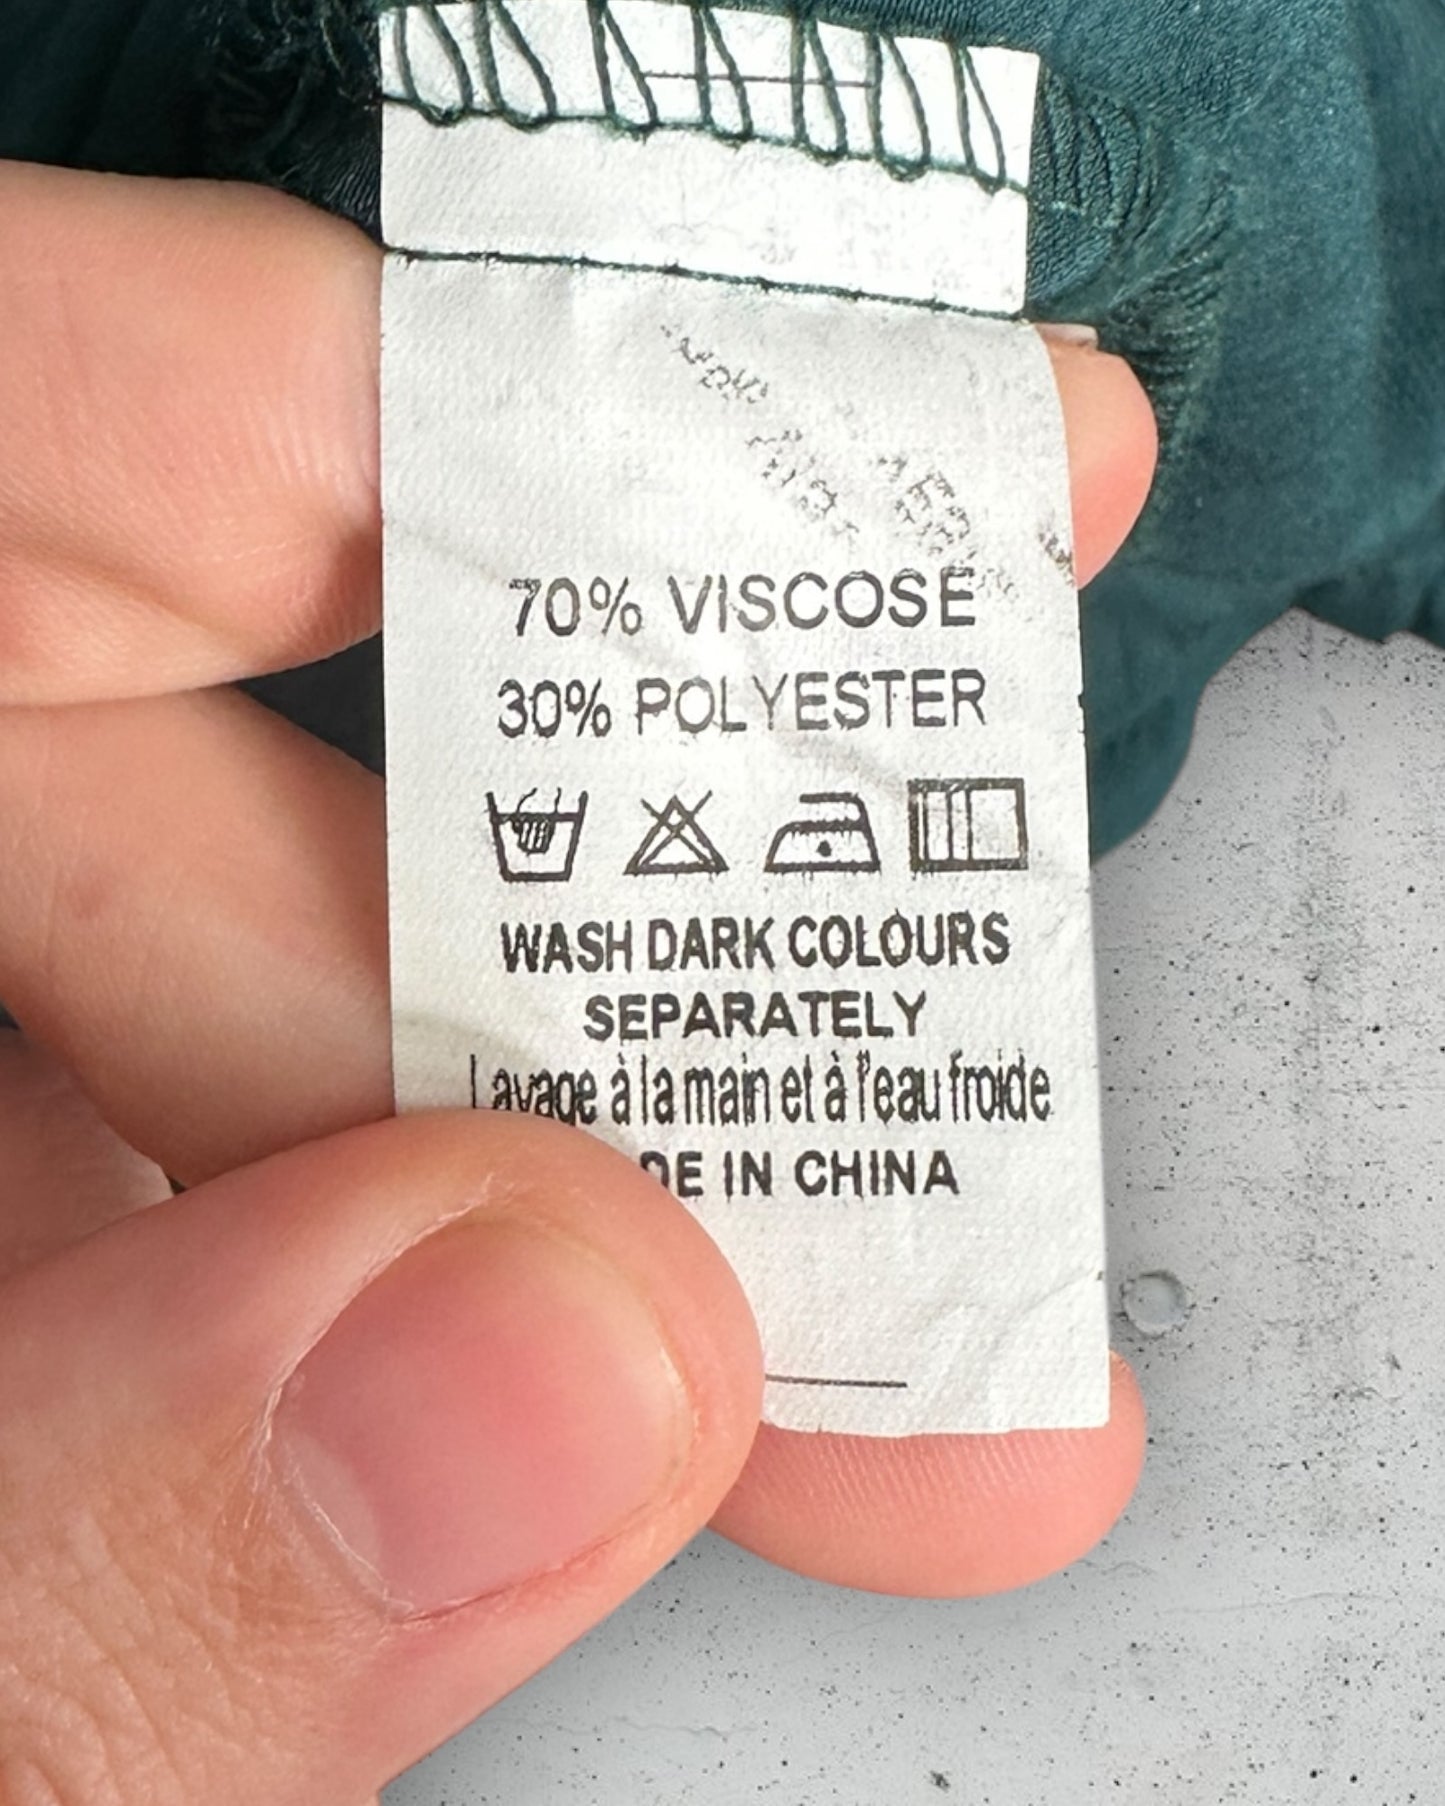 70% VISCOSE
30% POLYESTER
WASH DARK COLOURS
SEPARATELY
Lavage à la main et à l'eau froide
DE IN CHINA